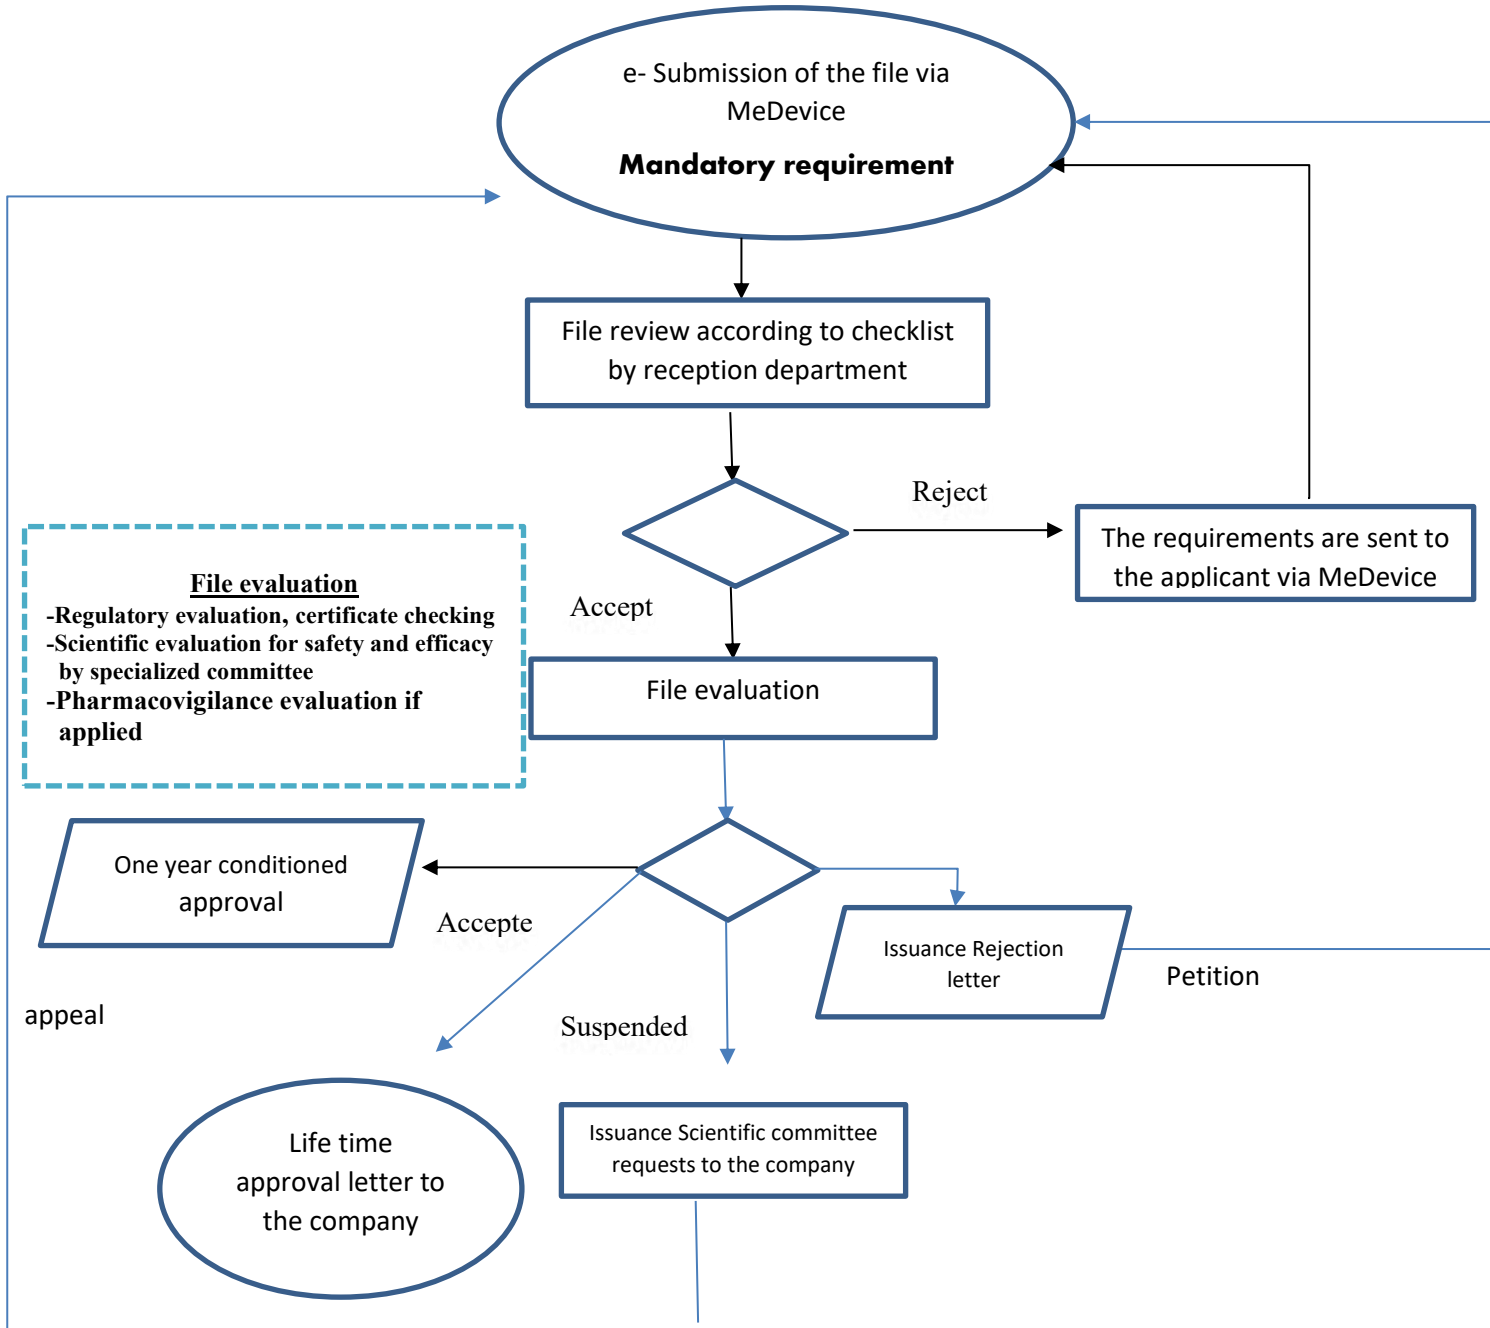 e- Submission of the file via
MeDevice
Mandatory requirement
File review according to checklist
by reception department
Reject
The requirements are sent to
the applicant via MeDevice
Accept
File evaluation
-Regulatory evaluation, certificate checking
-Scientific evaluation for safety and efficacy
by specialized committee
-Pharmacovigilance evaluation if
applied
File evaluation
One year conditioned
approval
Accepte
Issuance Rejection
letter
Petition
appeal
Suspended
Life time
approval letter to
the company
Issuance Scientific committee
requests to the company